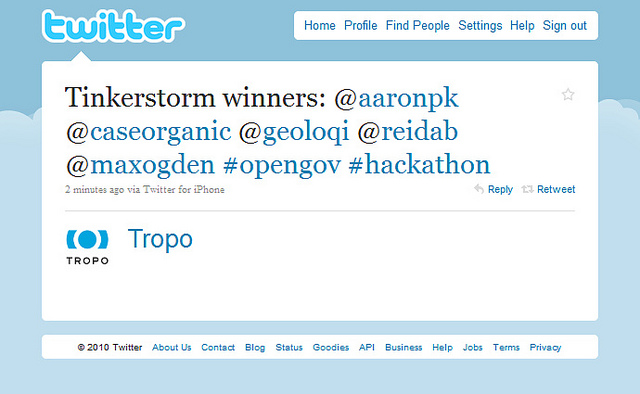 twitter
Home Profile Find People Settings Help Sign out
Tinkerstorm winners: @aaronpk
@caseorganic @geoloqi @reidab
@maxogden #opengov #hackathon
2 minutes ago via Twitter for iPhone
Reply Retweet
Tropo
TROPO
© 2010 Twitter About Us Contact Blog Status Goodies API Business Help Jobs Terms Privacy